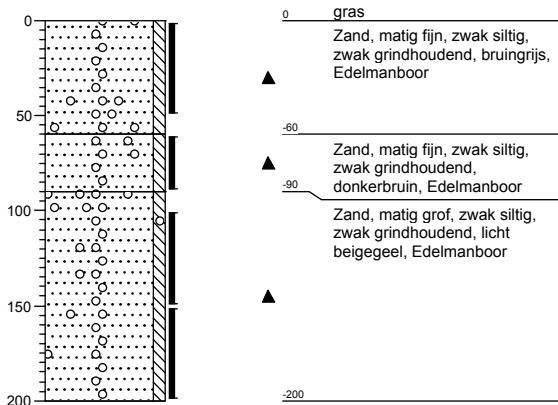 0
50
100
150
200
0
gras
Zand, matig fijn, zwak siltig,
zwak grindhoudend, bruingrijs,
Edelmanboor
-60
Zand, matig fijn, zwak siltig,
zwak grindhoudend,
donkerbruin, Edelmanboor
-90
Zand, matig grof, zwak siltig,
zwak grindhoudend, licht
beigegeel, Edelmanboor
-200